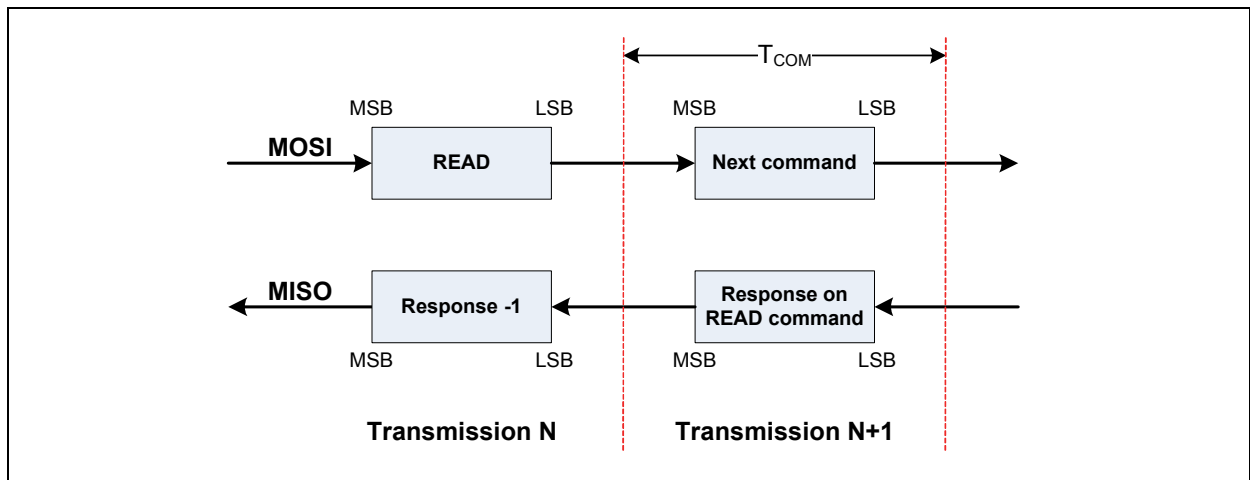 T_COM
MSB LSB MSB LSB
MOSI READ Next command
MISO Response -1 Response on
READ command
MSB LSB MSB LSB
Transmission N Transmission N+1